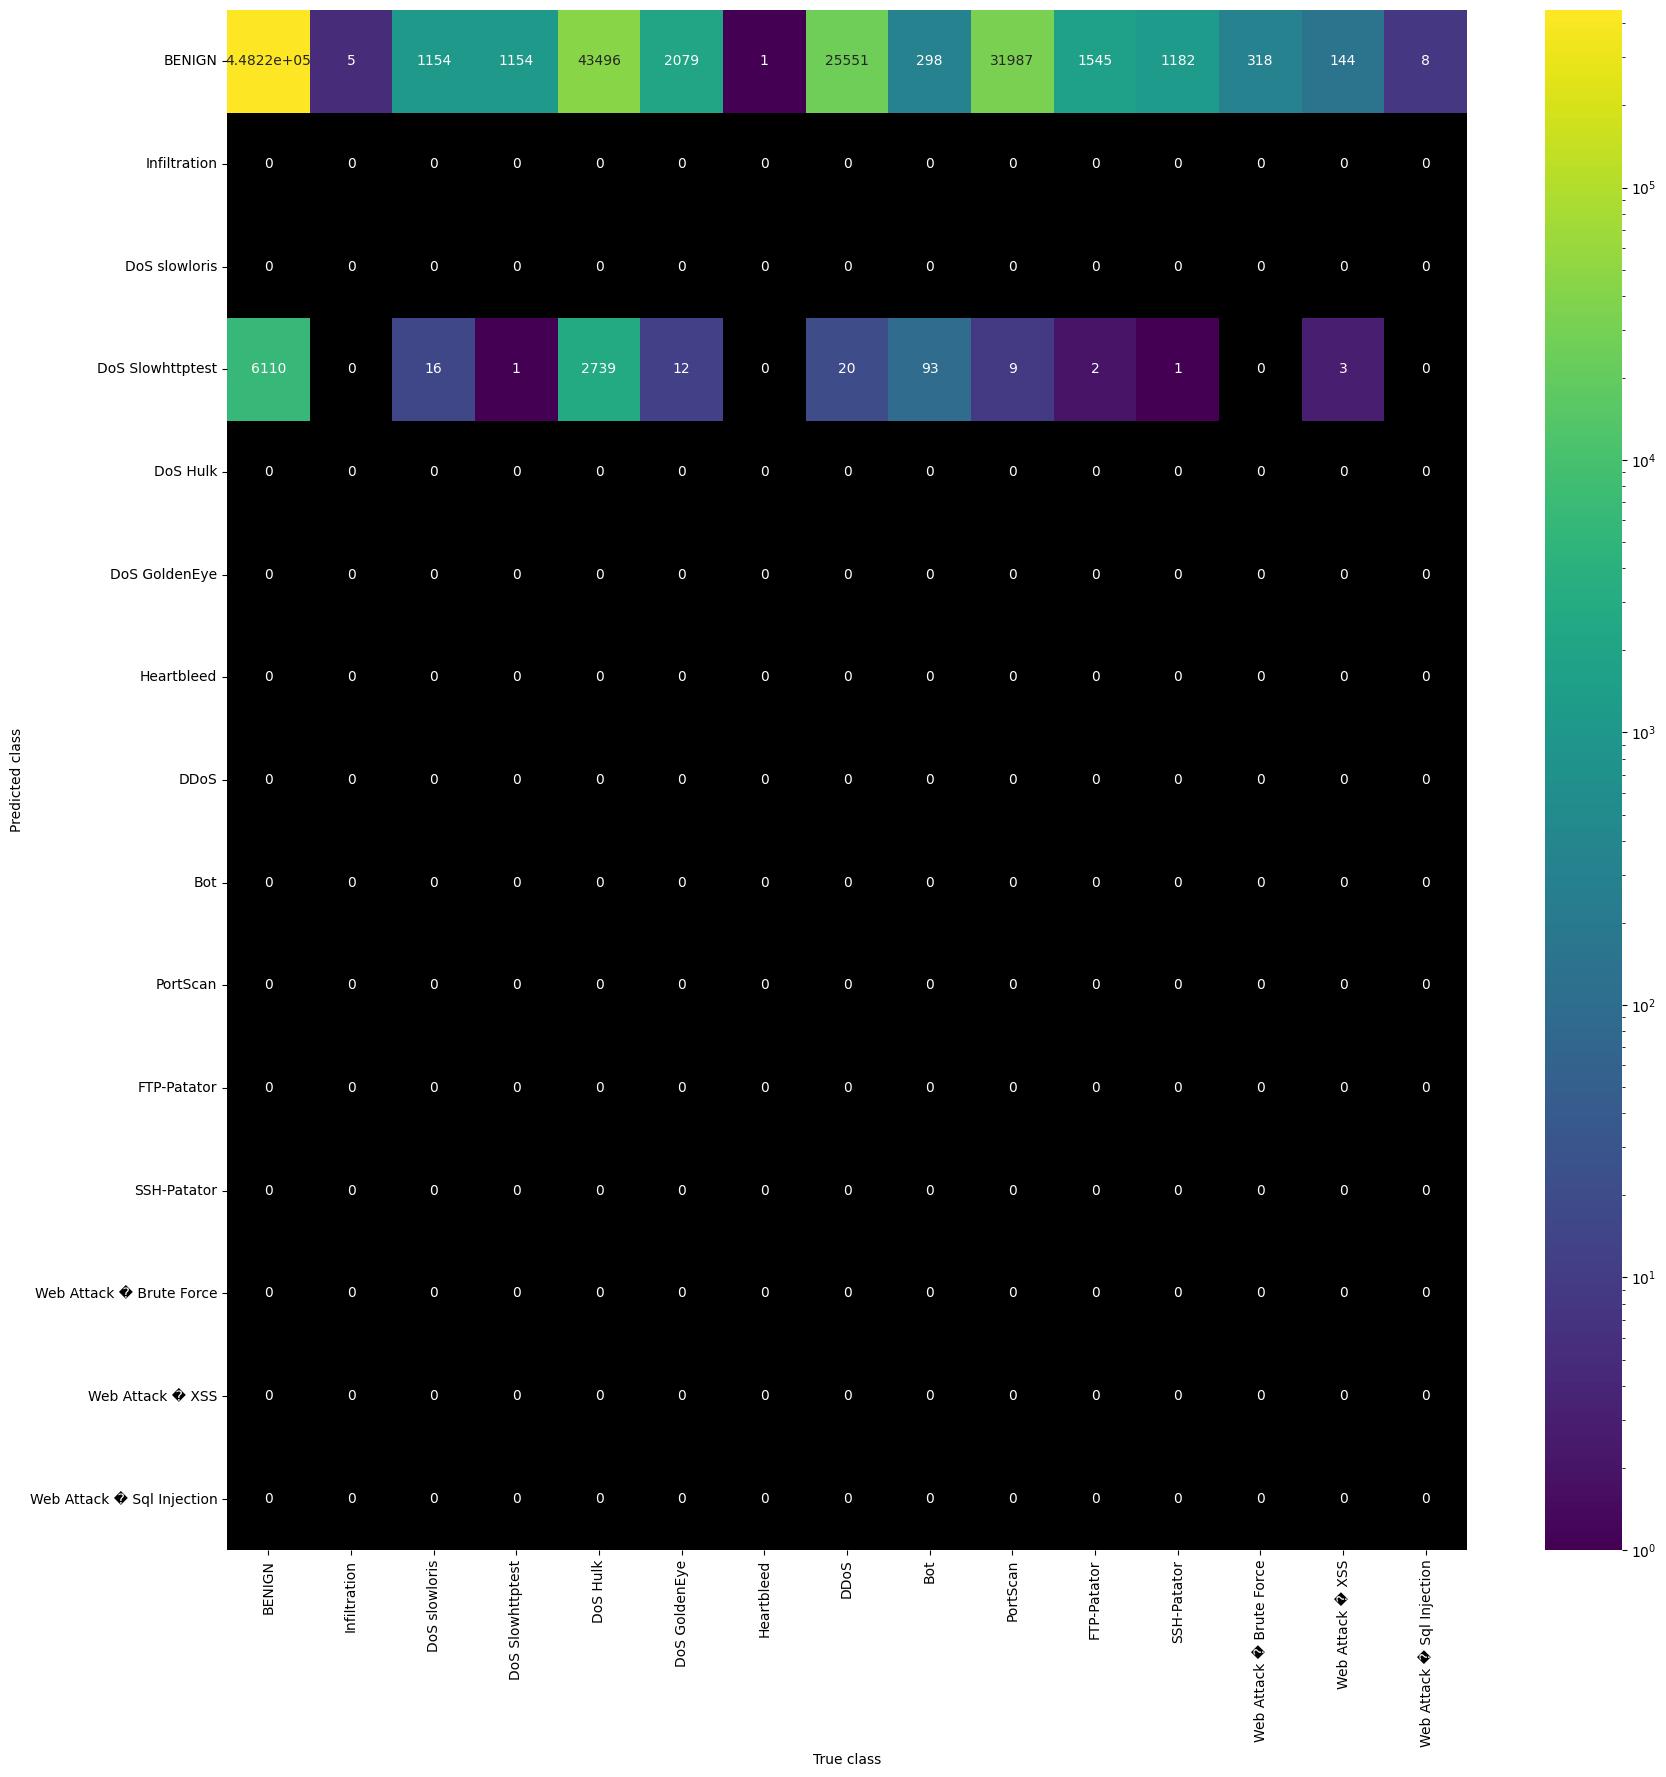 BENIGN 4.4822e+05 5 1154 1154 43496 2079 1 25551 298 31987 1545 1182 318 144 8
Infiltration 0 0 0 0 0 0 0 0 0 0 0 0 0 0 0
DoS slowloris 0 0 0 0 0 0 0 0 0 0 0 0 0 0 0
DoS Slowhttptest 6110 0 16 1 2739 12 0 20 93 9 2 1 0 3 0
DoS Hulk 0 0 0 0 0 0 0 0 0 0 0 0 0 0 0
DoS GoldenEye 0 0 0 0 0 0 0 0 0 0 0 0 0 0 0
Heartbleed 0 0 0 0 0 0 0 0 0 0 0 0 0 0 0
DDoS 0 0 0 0 0 0 0 0 0 0 0 0 0 0 0
Bot 0 0 0 0 0 0 0 0 0 0 0 0 0 0 0
PortScan 0 0 0 0 0 0 0 0 0 0 0 0 0 0 0
FTP-Patator 0 0 0 0 0 0 0 0 0 0 0 0 0 0 0
SSH-Patator 0 0 0 0 0 0 0 0 0 0 0 0 0 0 0
Web Attack � Brute Force 0 0 0 0 0 0 0 0 0 0 0 0 0 0 0
Web Attack � XSS 0 0 0 0 0 0 0 0 0 0 0 0 0 0 0
Web Attack � Sql Injection 0 0 0 0 0 0 0 0 0 0 0 0 0 0 0
Predicted class
BENIGN
Infiltration
DoS slowloris
DoS Slowhttptest
DoS Hulk
DoS GoldenEye
Heartbleed
DDoS
Bot
PortScan
FTP-Patator
SSH-Patator
Web Attack � Brute Force
Web Attack � XSS
Web Attack � Sql Injection
True class
10⁵
10⁴
10³
10²
10¹
10⁰